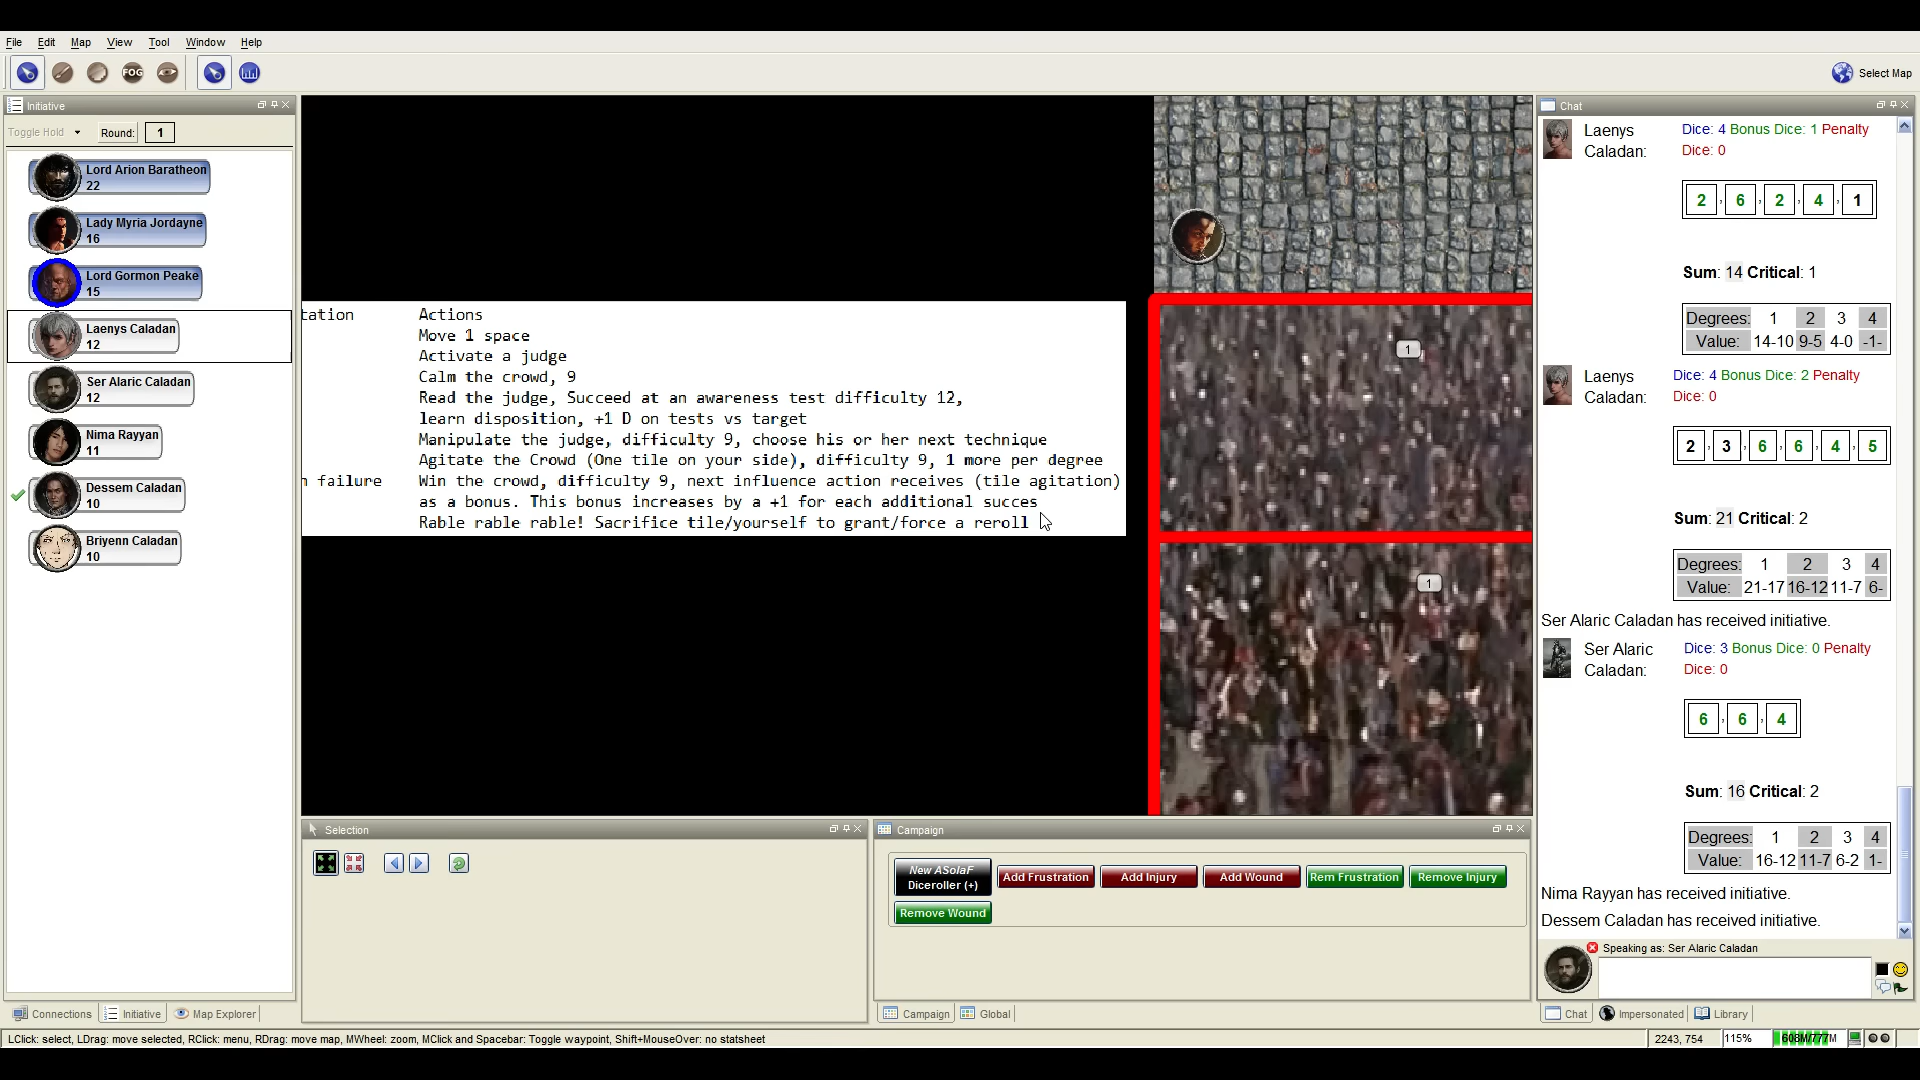 File Edit Map View Tool Window Help
FOG
Select Map
Initiative
Toggle Hold Round: 1
Lord Arion Baratheon
22
Lady Myria Jordayne
16
Lord Gormon Peake
15
Laenys Caladan
12
Ser Alaric Caladan
12
Nima Rayyan
11
Dessem Caladan
10
Briyenn Caladan
10
Connections Initiative Map Explorer
tation Actions
Move 1 space
Activate a judge
Calm the crowd, 9
Read the judge, Succeed at an awareness test difficulty 12,
learn disposition, +1 D on tests vs target
Manipulate the judge, difficulty 9, choose his or her next technique
Agitate the Crowd (One tile on your side), difficulty 9, 1 more per degree
n failure Win the crowd, difficulty 9, next influence action receives (tile agitation)
as a bonus. This bonus increases by a +1 for each additional succes
Rable rable rable! Sacrifice tile/yourself to grant/force a reroll
1
1
Selection
Campaign
New ASoIaF
Diceroller (+)
Add Frustration Add Injury Add Wound Rem Frustration Remove Injury
Remove Wound
Campaign Global
Chat
Laenys Caladan: Dice: 4 Bonus Dice: 1 Penalty
Dice: 0
2, 6, 2, 4, 1
Sum: 14 Critical: 1
Degrees: 1 2 3 4
Value: 14-10 9-5 4-0 -1-
Laenys Caladan: Dice: 4 Bonus Dice: 2 Penalty
Dice: 0
2, 3, 6, 6, 4, 5
Sum: 21 Critical: 2
Degrees: 1 2 3 4
Value: 21-17 16-12 11-7 6-
Ser Alaric Caladan has received initiative.
Ser Alaric Caladan: Dice: 3 Bonus Dice: 0 Penalty
Dice: 0
6, 6, 4
Sum: 16 Critical: 2
Degrees: 1 2 3 4
Value: 16-12 11-7 6-2 1-
Nima Rayyan has received initiative.
Dessem Caladan has received initiative.
Speaking as: Ser Alaric Caladan
Chat Impersonated Library
LClick: select, LDrag: move selected, RClick: menu, RDrag: move map, MWheel: zoom, MClick and Spacebar: Toggle waypoint, Shift+MouseOver: no statsheet
2243, 754 115% 608M/777M